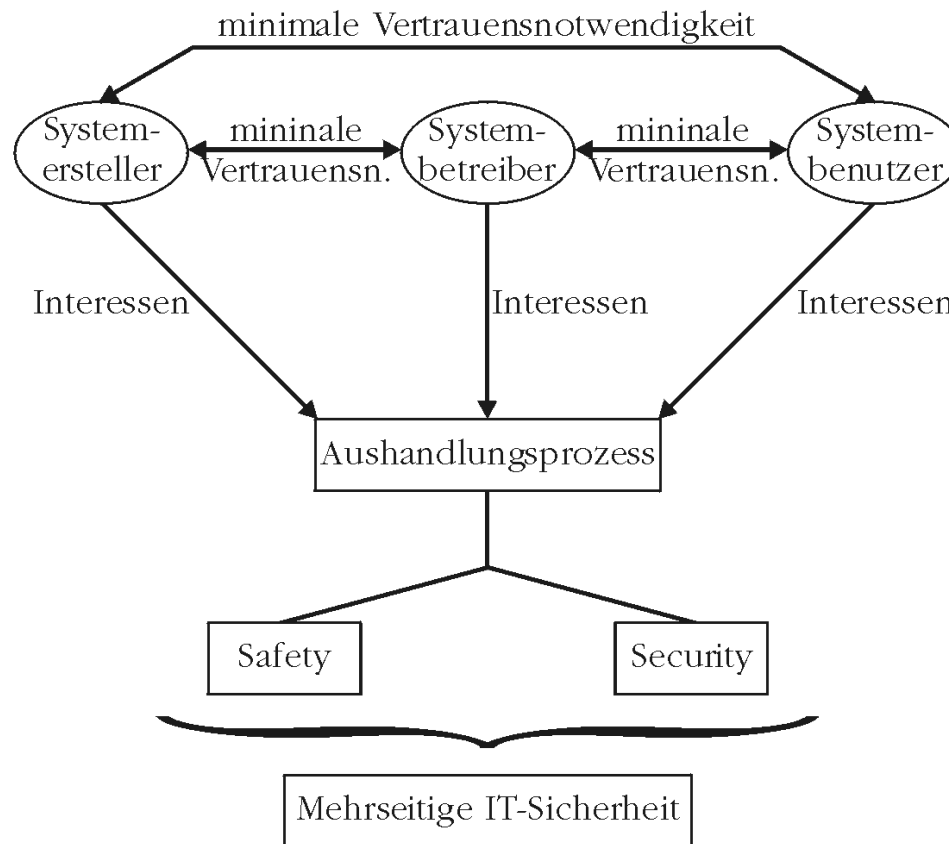 minimale Vertrauensnotwendigkeit
System-
ersteller
mininale
Vertrauensn.
System-
betreiber
mininale
Vertrauensn.
System-
benutzer
Interessen
Interessen
Interessen
Aushandlungsprozess
Safety
Security
Mehrseitige IT-Sicherheit